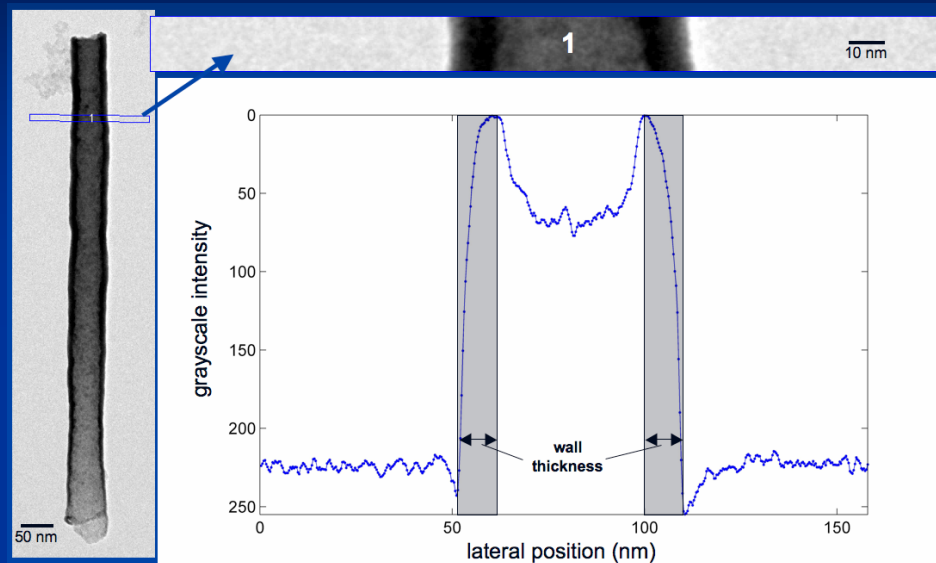 1
10 nm
1
50 nm
0
50
100
150
200
250
grayscale intensity
wall
thickness
0
50
100
150
lateral position (nm)